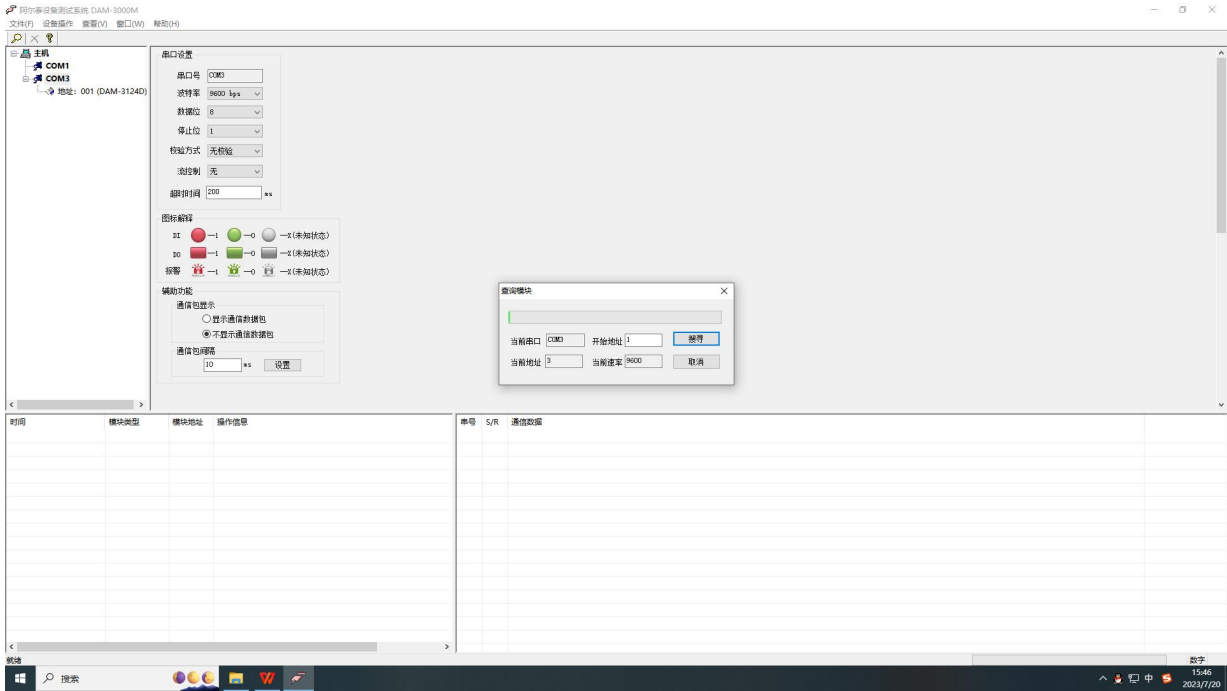 阿尔泰设备测试系统 DAM-3000M
文件(F) 设备操作 查看(V) 窗口(W) 帮助(H)
主机
COM1
COM3
地址：001 (DAM-3124D)
串口设置
串口号 COM3
波特率 9600 bps
数据位 8
停止位 1
校验方式 无校验
流控制 无
超时时间 200 ms
图标解释
DI —1 —0 —X(未知状态)
DO —1 —0 —X(未知状态)
报警 —1 —0 —X(未知状态)
辅助功能
通信包显示
显示通信数据包
不显示通信数据包
通信包间隔
10 ms 设置
查询模块
当前串口 COM3 开始地址 1 搜寻
当前地址 3 当前速率 9600 取消
时间 模块类型 模块地址 操作信息
串号 S/R 通信数据
就绪 数字
搜索
中
15:46
2023/7/20